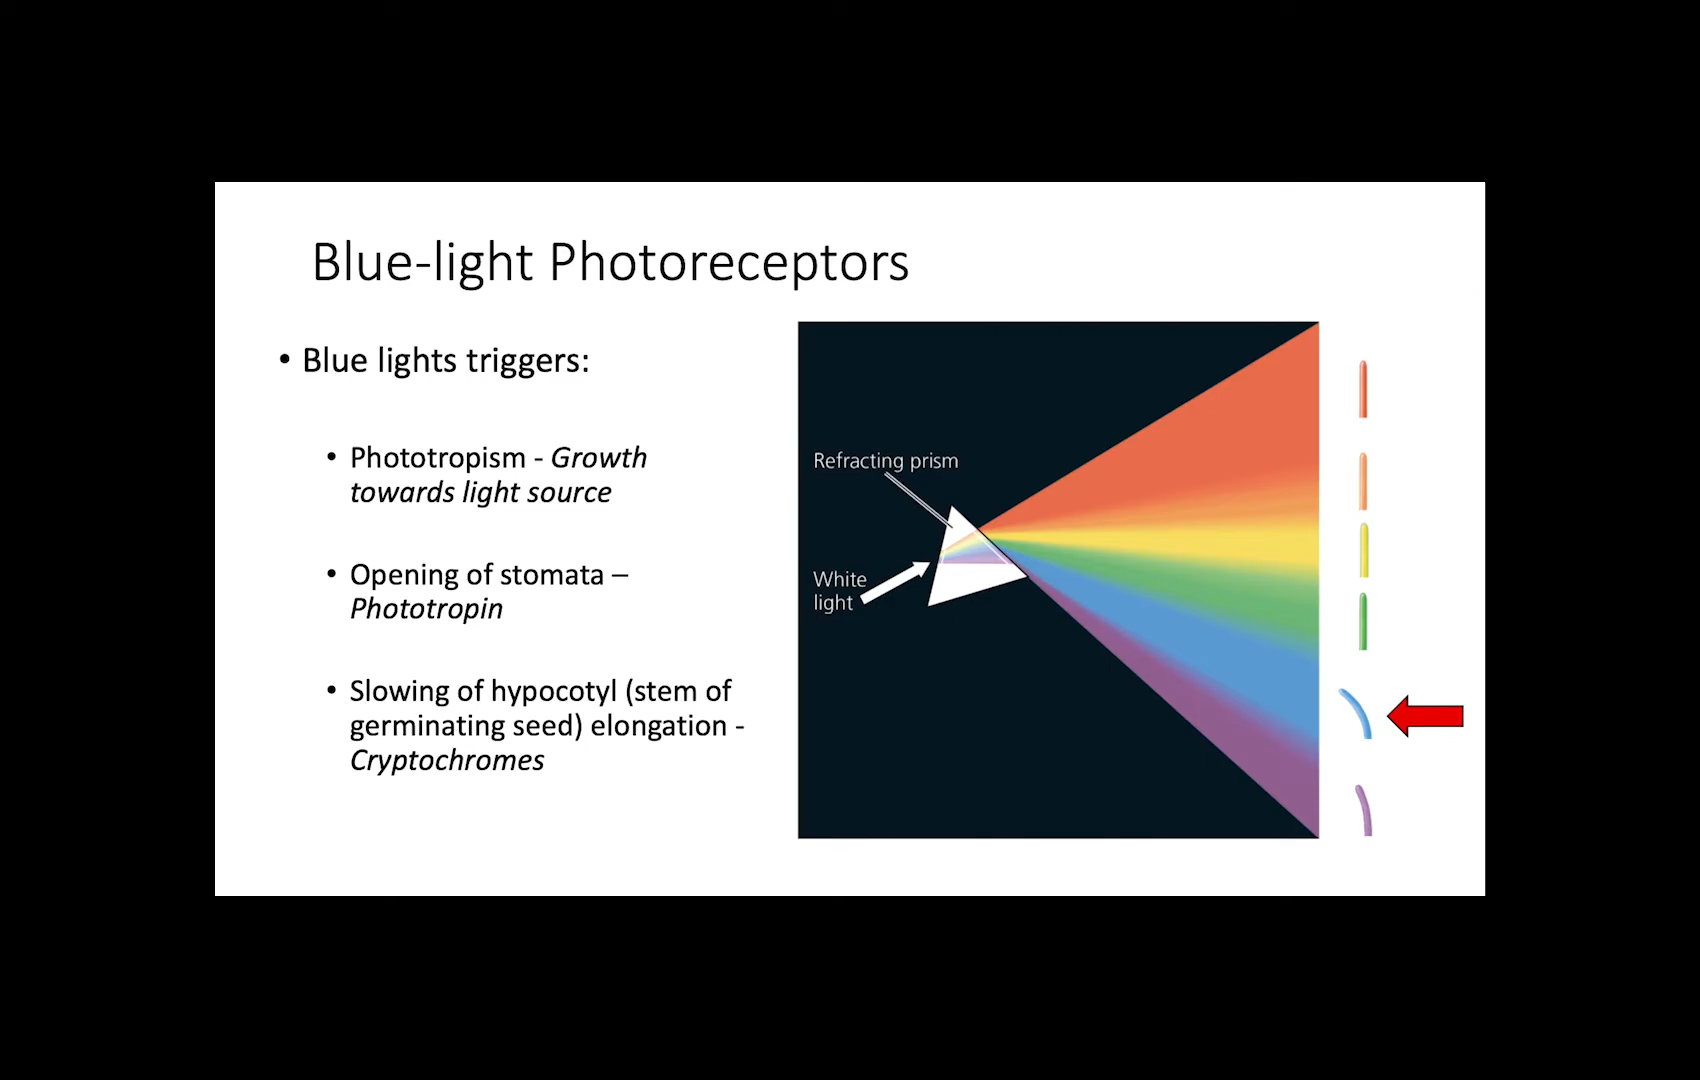 Blue-light Photoreceptors
• Blue lights triggers:
• Phototropism - Growth
towards light source
• Opening of stomata –
Phototropin
• Slowing of hypocotyl (stem of
germinating seed) elongation -
Cryptochromes
Refracting prism
White
light